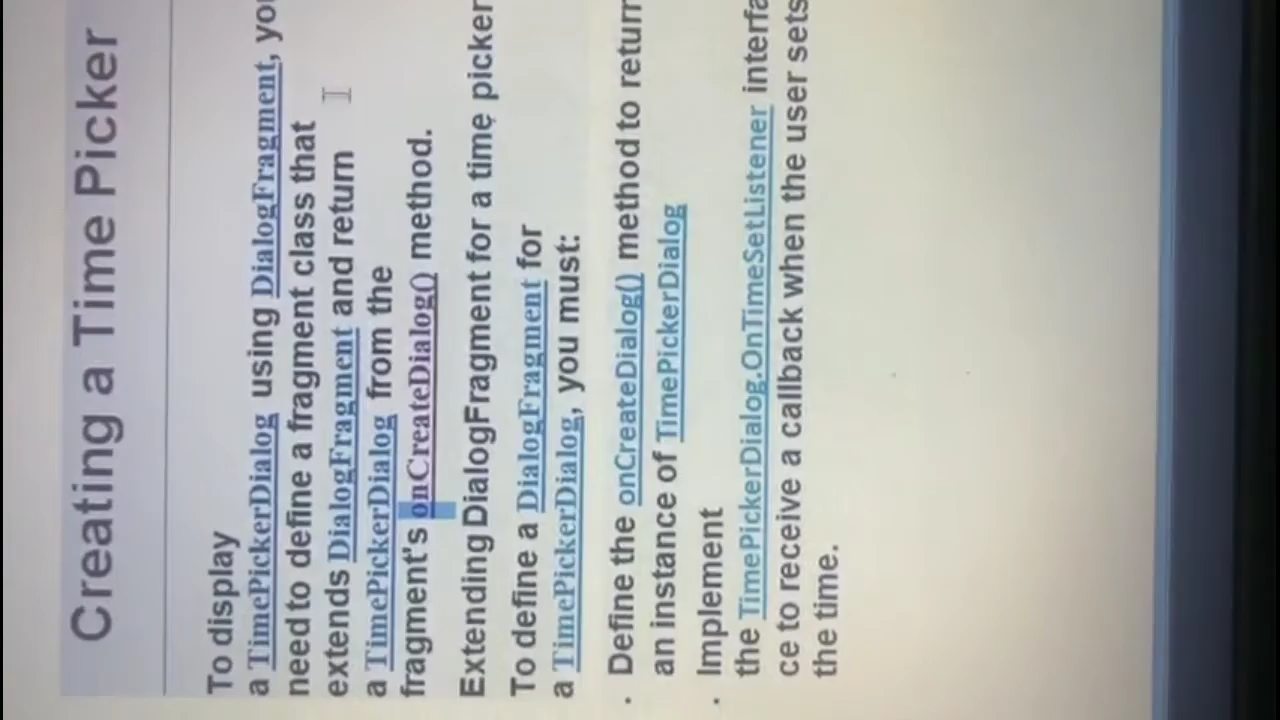 Creating a Time Picker
To display
a TimePickerDialog using DialogFragment, you
need to define a fragment class that
extends DialogFragment and return
a TimePickerDialog from the
fragment's onCreateDialog() method.
Extending DialogFragment for a time picker
To define a DialogFragment for
a TimePickerDialog, you must:
• Define the onCreateDialog() method to return
an instance of TimePickerDialog
• Implement
the TimePickerDialog.OnTimeSetListener interfa
ce to receive a callback when the user sets
the time.